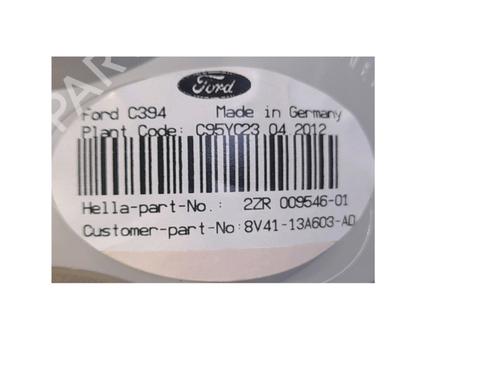 Ford
Ford C394 Made in Germany
Plant Code: C95YC23 04 2012
Hella-part-No.: 2ZR 009546-01
Customer-part-No:8V41-13A603-AD